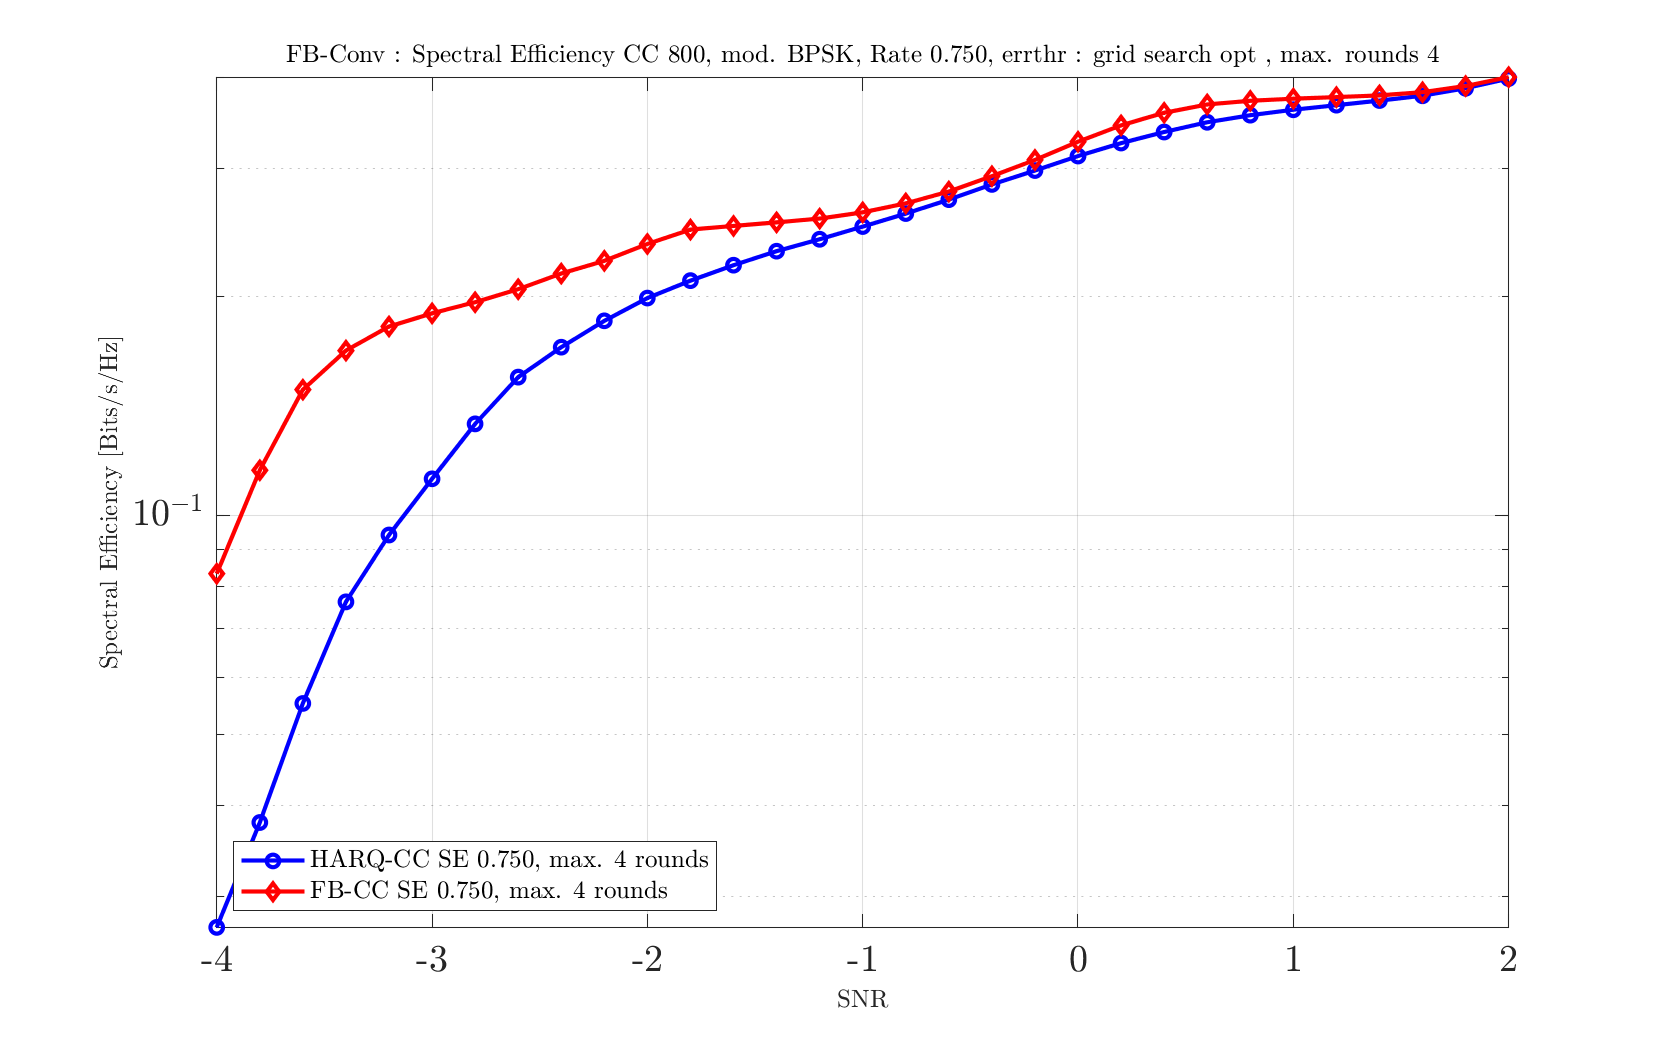 FB-Conv : Spectral Efficiency CC 800, mod. BPSK, Rate 0.750, errthr : grid search opt , max. rounds 4
Spectral Efficiency [Bits/s/Hz]
10⁻¹
HARQ-CC SE 0.750, max. 4 rounds
FB-CC SE 0.750, max. 4 rounds
-4 -3 -2 -1 0 1 2
SNR